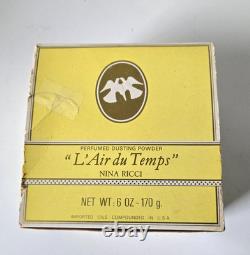 PERFUMED DUSTING POWDER
"L'Air du Temps"
NINA RICCI
NET WT: 6 OZ - 170 g.
IMPORTED OILS COMPOUNDED IN U.S.A.
ebay